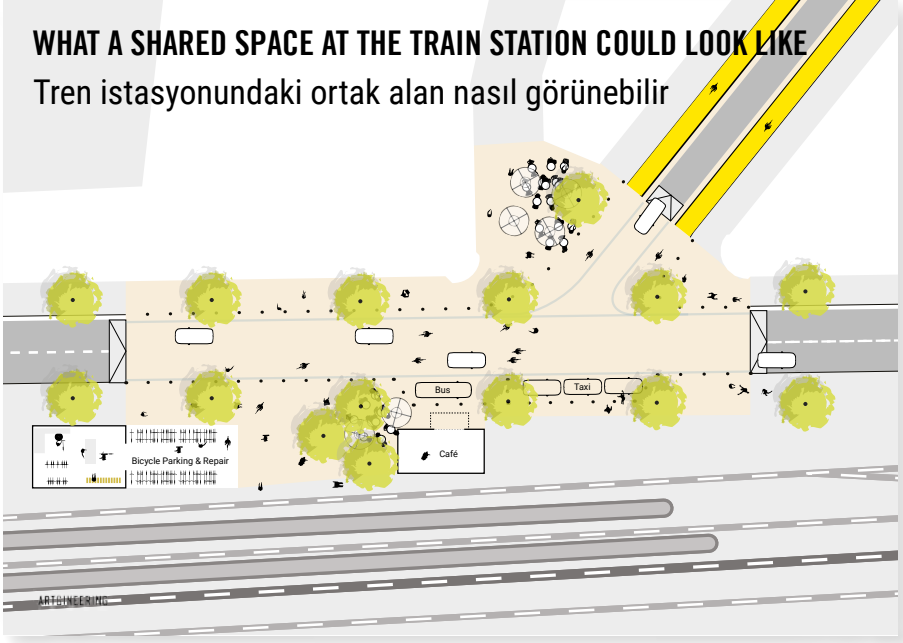 WHAT A SHARED SPACE AT THE TRAIN STATION COULD LOOK LIKE
Tren istasyonundaki ortak alan nasıl görünebilir
Bus
Taxi
Café
Bicycle Parking & Repair
ARTGINEERING